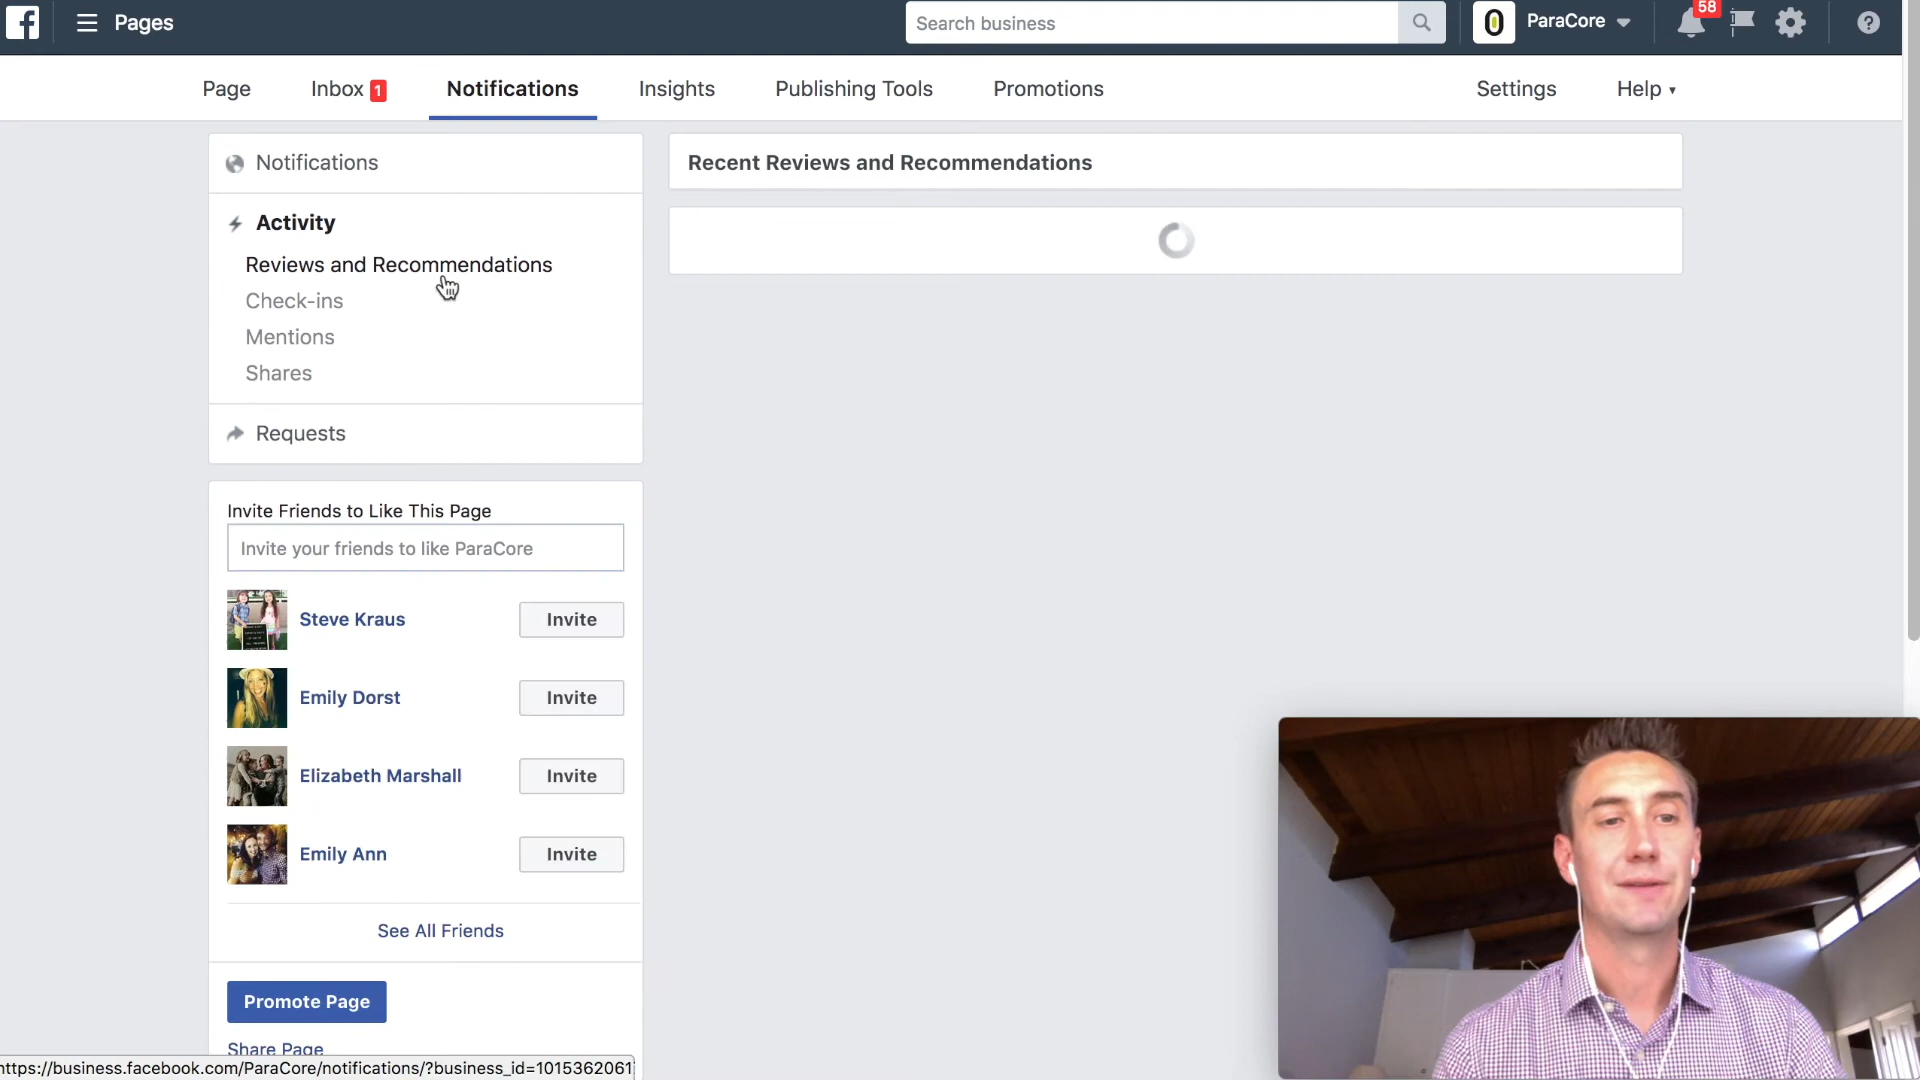 Pages
Search business
ParaCore
58
Page
Inbox 1
Notifications
Insights
Publishing Tools
Promotions
Settings
Help
Notifications
Activity
Reviews and Recommendations
Check-ins
Mentions
Shares
Requests
Recent Reviews and Recommendations
Invite Friends to Like This Page
Invite your friends to like ParaCore
Steve Kraus
Invite
Emily Dorst
Invite
Elizabeth Marshall
Invite
Emily Ann
Invite
See All Friends
Promote Page
Share Page
https://business.facebook.com/ParaCore/notifications/?business_id=1015362061